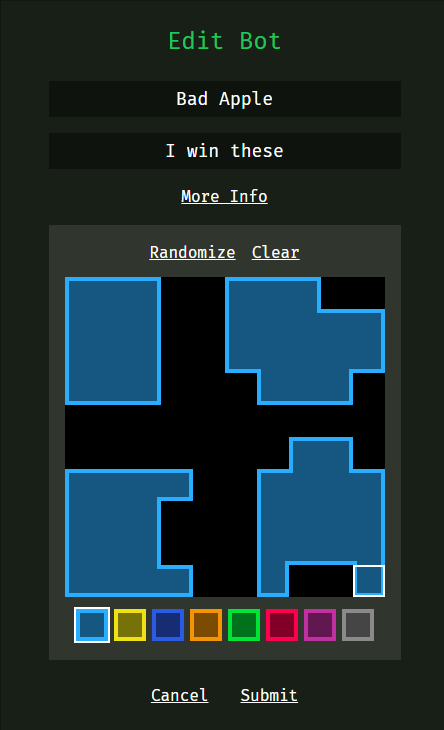 Edit Bot
Bad Apple
I win these
More Info
Randomize Clear
Cancel Submit